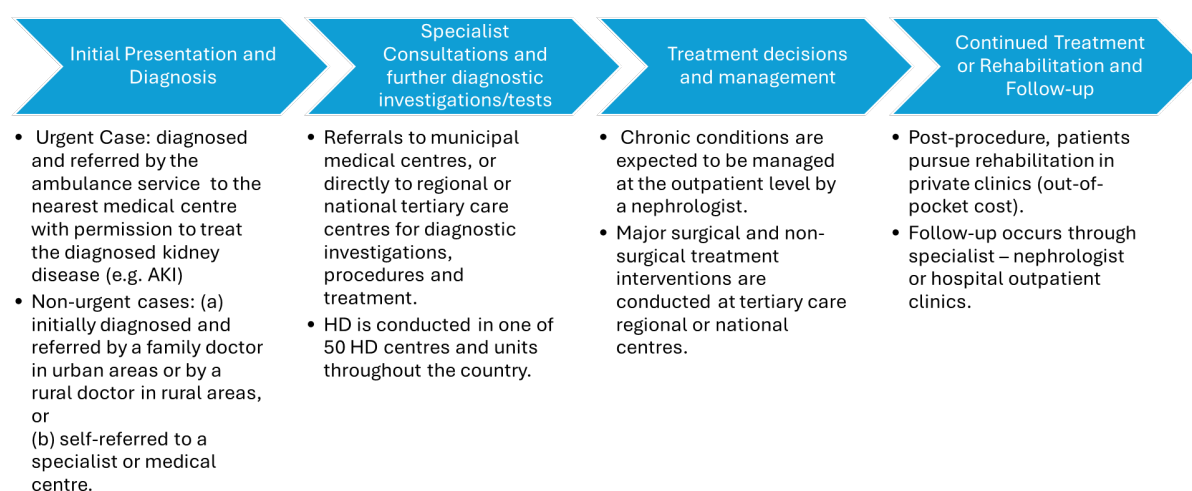 Initial Presentation and
Diagnosis
• Urgent Case: diagnosed
and referred by the
ambulance service to the
nearest medical centre
with permission to treat
the diagnosed kidney
disease (e.g. AKI)
• Non-urgent cases: (a)
initially diagnosed and
referred by a family doctor
in urban areas or by a
rural doctor in rural areas,
or
(b) self-referred to a
specialist or medical
centre.
Specialist
Consultations and
further diagnostic
investigations/tests
• Referrals to municipal
medical centres, or
directly to regional or
national tertiary care
centres for diagnostic
investigations,
procedures and
treatment.
• HD is conducted in one of
50 HD centres and units
throughout the country.
Treatment decisions
and management
• Chronic conditions are
expected to be managed
at the outpatient level by
a nephrologist.
• Major surgical and non-
surgical treatment
interventions are
conducted at tertiary care
regional or national
centres.
Continued Treatment
or Rehabilitation and
Follow-up
• Post-procedure, patients
pursue rehabilitation in
private clinics (out-of-
pocket cost).
• Follow-up occurs through
specialist – nephrologist
or hospital outpatient
clinics.